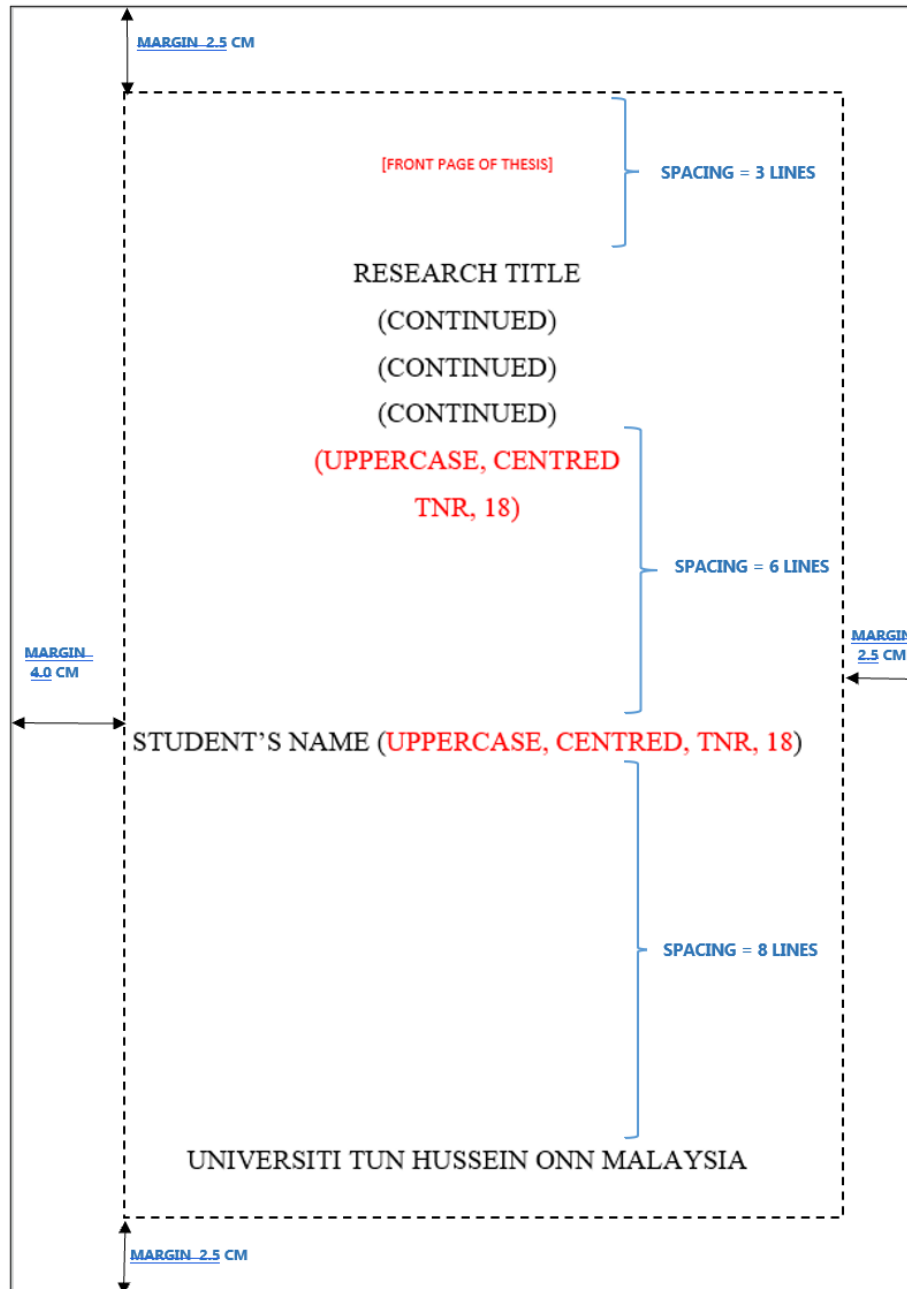 MARGIN 2.5 CM
[FRONT PAGE OF THESIS]
SPACING = 3 LINES
RESEARCH TITLE
(CONTINUED)
(CONTINUED)
(CONTINUED)
(UPPERCASE, CENTRED
TNR, 18)
SPACING = 6 LINES
MARGIN
4.0 CM
MARGIN
2.5 CM
STUDENT’S NAME (UPPERCASE, CENTRED, TNR, 18)
SPACING = 8 LINES
UNIVERSITI TUN HUSSEIN ONN MALAYSIA
MARGIN 2.5 CM